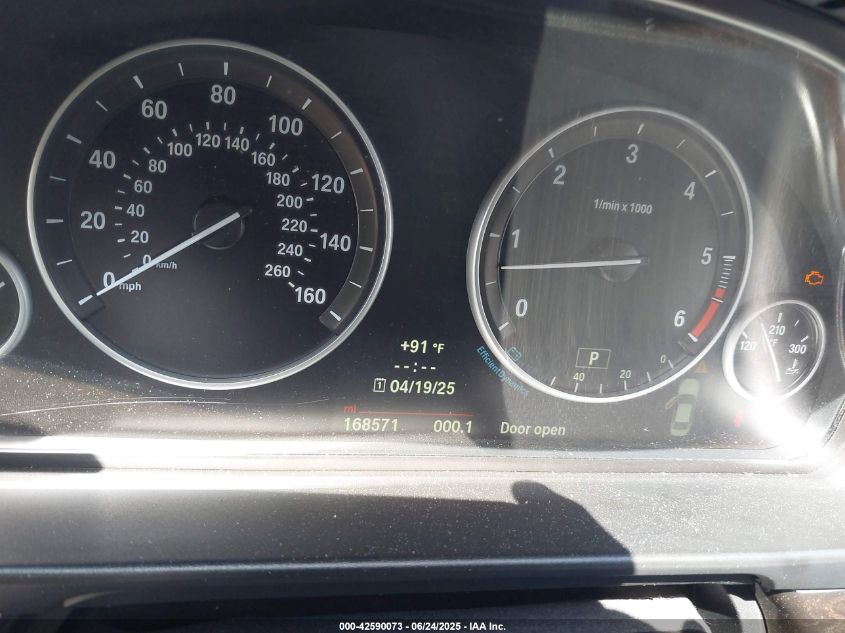 0 20 40 60 80 100 120 140 160
mph
0 20 40 60 80 100 120 140 160 180 200 220 240 260
km/h
0 1 2 3 4 5 6
1/min x 1000
P
40 20 0
EfficientDynamics
120 210 300
°F
+91 °F
--:--
1 04/19/25
mi
168571 000.1 Door open
000-42590073 / 06/24/2025 - IAA Inc.